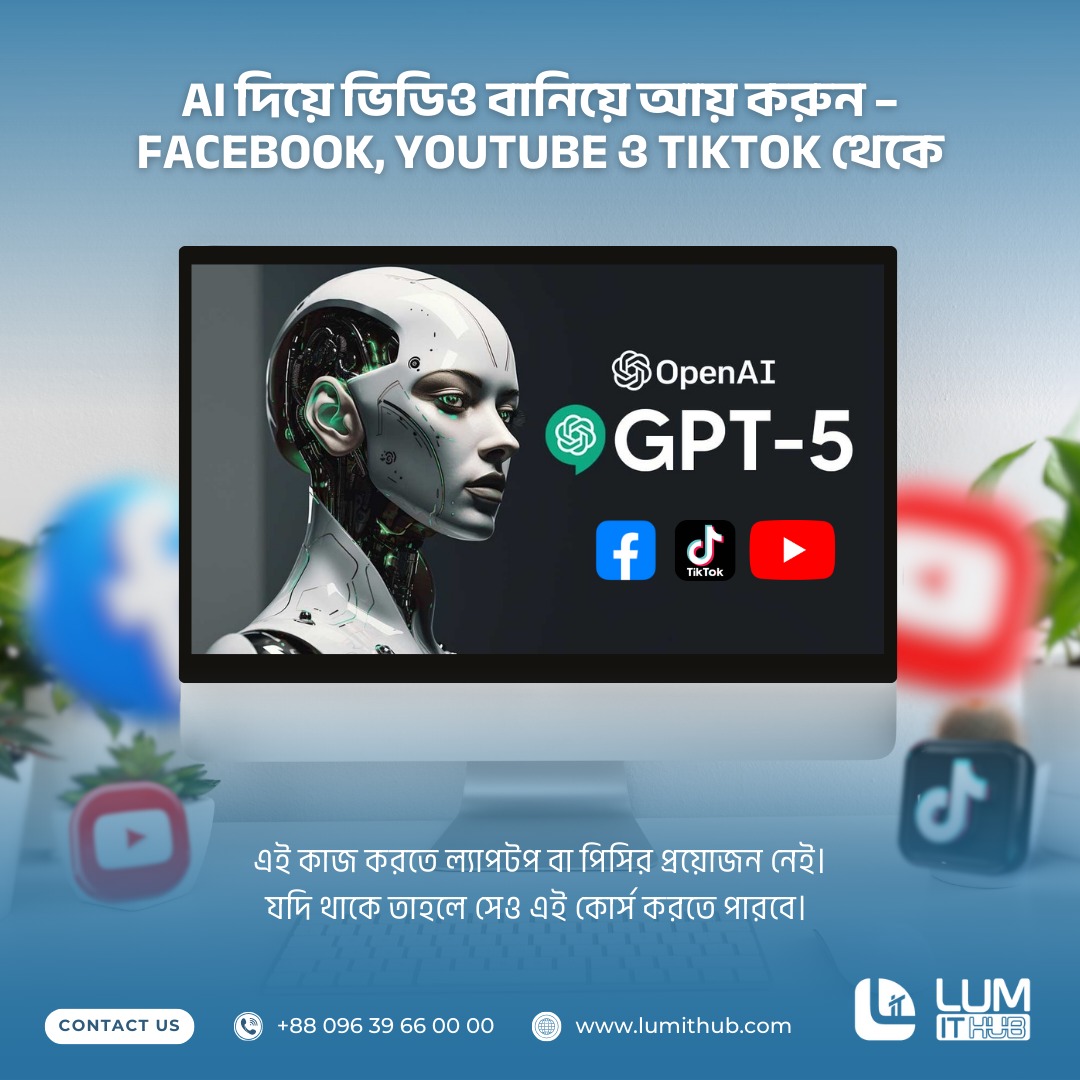 AI দিয়ে ভিডিও বানিয়ে আয় করুন –
FACEBOOK, YOUTUBE ও TIKTOK থেকে
OpenAI
GPT-5
TikTok
এই কাজ করতে ল্যাপটপ বা পিসির প্রয়োজন নেই।
যদি থাকে তাহলে সেও এই কোর্স করতে পারবে।
CONTACT US
+88 096 39 66 00 00
www.lumithub.com
LUM
IT HUB